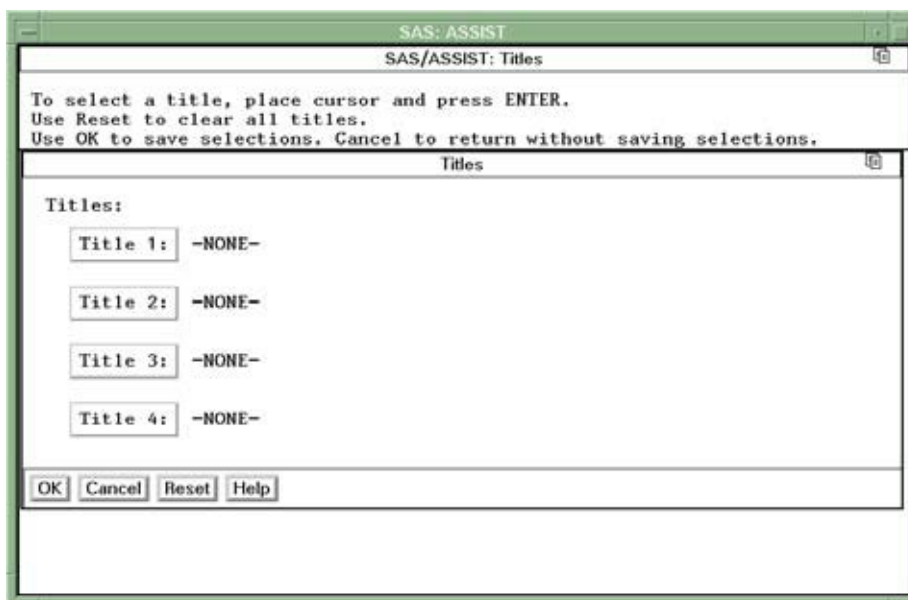 SAS: ASSIST
SAS/ASSIST: Titles
To select a title, place cursor and press ENTER.
Use Reset to clear all titles.
Use OK to save selections. Cancel to return without saving selections.
Titles
Titles:
Title 1: -NONE-
Title 2: -NONE-
Title 3: -NONE-
Title 4: -NONE-
OK Cancel Reset Help